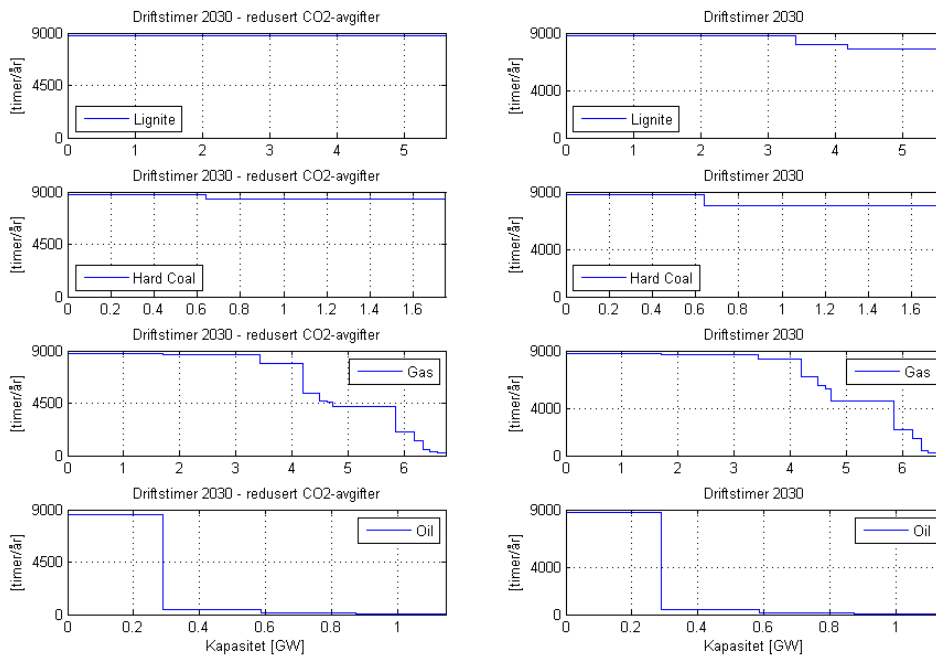 Driftstimer 2030 - redusert CO2-avgifter
9000
4500
0
[timer/år]
Lignite
0 1 2 3 4 5
Driftstimer 2030
9000
4000
0
[timer/år]
Lignite
0 1 2 3 4 5
Driftstimer 2030 - redusert CO2-avgifter
9000
4500
0
[timer/år]
Hard Coal
0 0.2 0.4 0.6 0.8 1 1.2 1.4 1.6
Driftstimer 2030
9000
4000
0
[timer/år]
Hard Coal
0 0.2 0.4 0.6 0.8 1 1.2 1.4 1.6
Driftstimer 2030 - redusert CO2-avgifter
9000
4500
0
[timer/år]
Gas
0 1 2 3 4 5 6
Driftstimer 2030
9000
4000
0
[timer/år]
Gas
0 1 2 3 4 5 6
Driftstimer 2030 - redusert CO2-avgifter
9000
4500
0
[timer/år]
Oil
0 0.2 0.4 0.6 0.8 1
Kapasitet [GW]
Driftstimer 2030
9000
4000
0
[timer/år]
Oil
0 0.2 0.4 0.6 0.8 1
Kapasitet [GW]